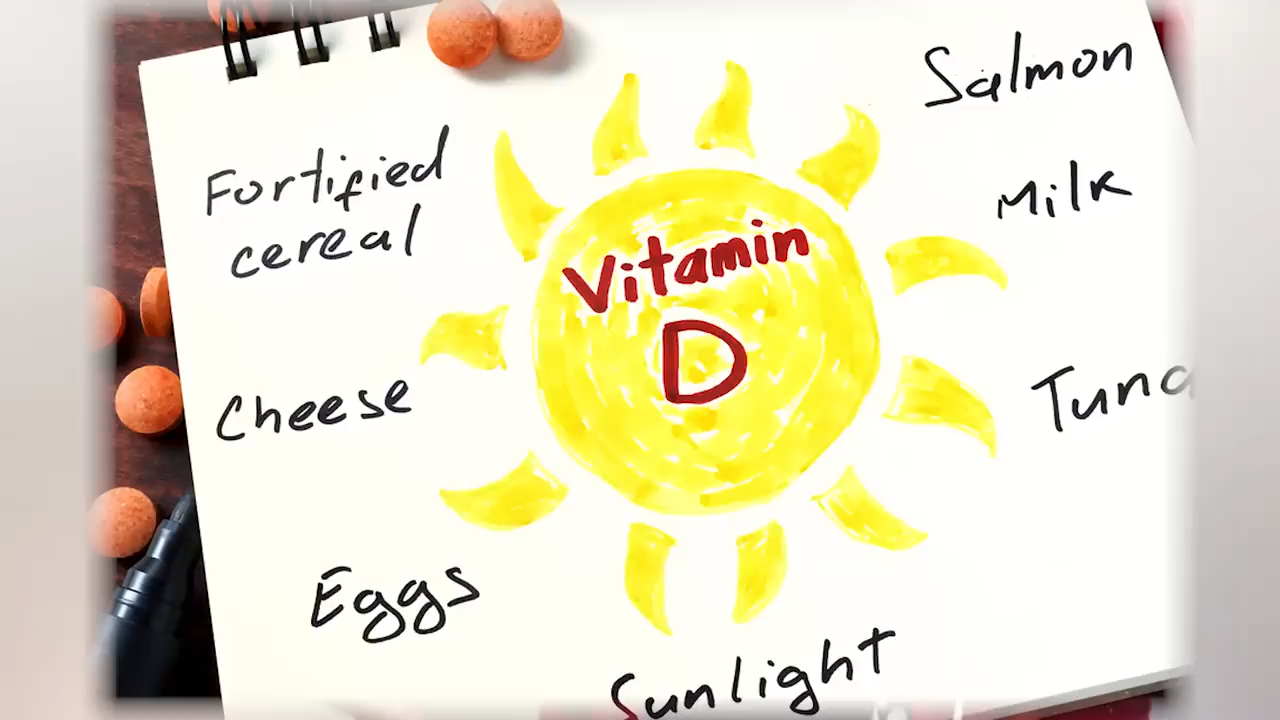 Salmon
Fortified
cereal
Milk
Vitamin
D
Cheese
Tuna
Eggs
Sunlight